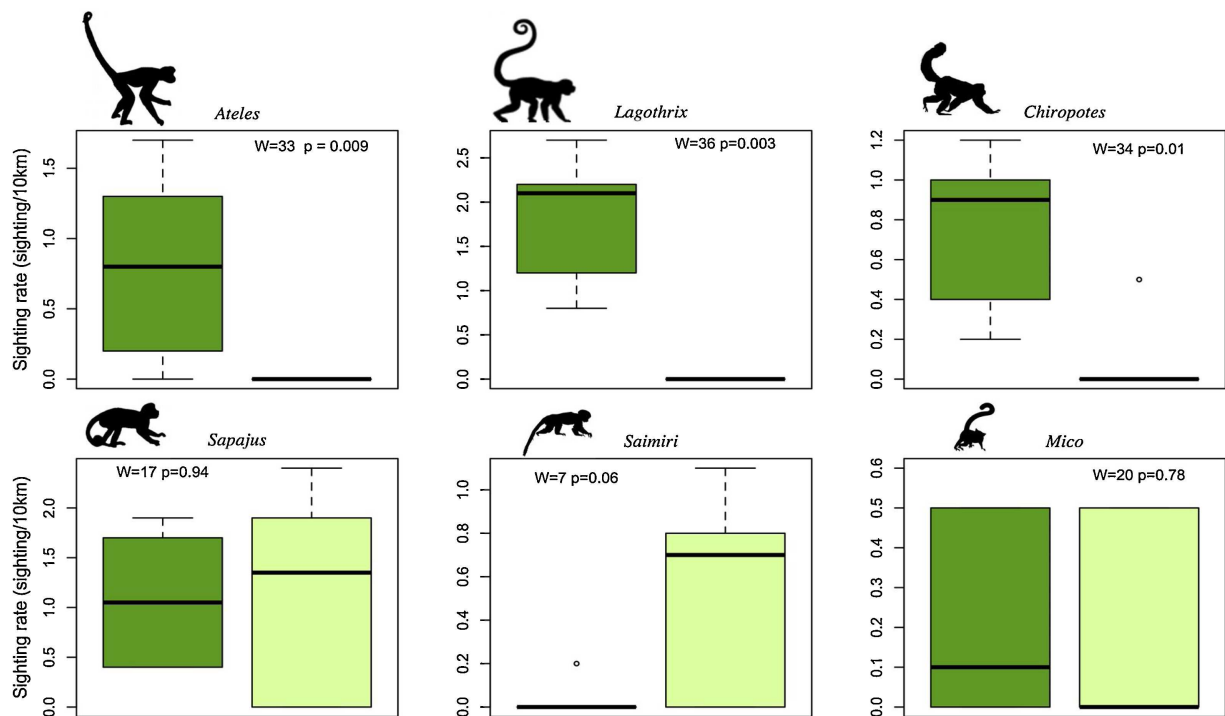 Ateles
Lagothrix
Chiropotes
Sighting rate (sighting/10km)
W=33 p = 0.009
0.0
0.5
1.0
1.5
W=36 p=0.003
0.0
0.5
1.0
1.5
2.0
2.5
W=34 p=0.01
0.0
0.2
0.4
0.6
0.8
1.0
1.2
Sapajus
Saimiri
Mico
Sighting rate (sighting/10km)
W=17 p=0.94
0.0
0.5
1.0
1.5
2.0
W=7 p=0.06
0.0
0.2
0.4
0.6
0.8
1.0
W=20 p=0.78
0.0
0.1
0.2
0.3
0.4
0.5
0.6